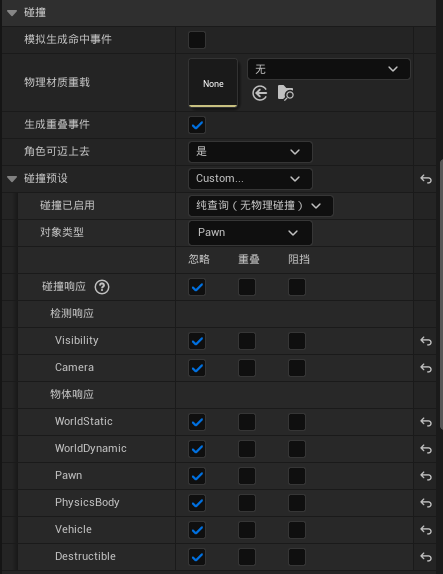 碰撞
模拟生成命中事件
物理材质重载
None
无
生成重叠事件
角色可迈上去
是
碰撞预设
Custom...
碰撞已启用
纯查询（无物理碰撞）
对象类型
Pawn
忽略 重叠 阻挡
碰撞响应 ?
检测响应
Visibility
Camera
物体响应
WorldStatic
WorldDynamic
Pawn
PhysicsBody
Vehicle
Destructible